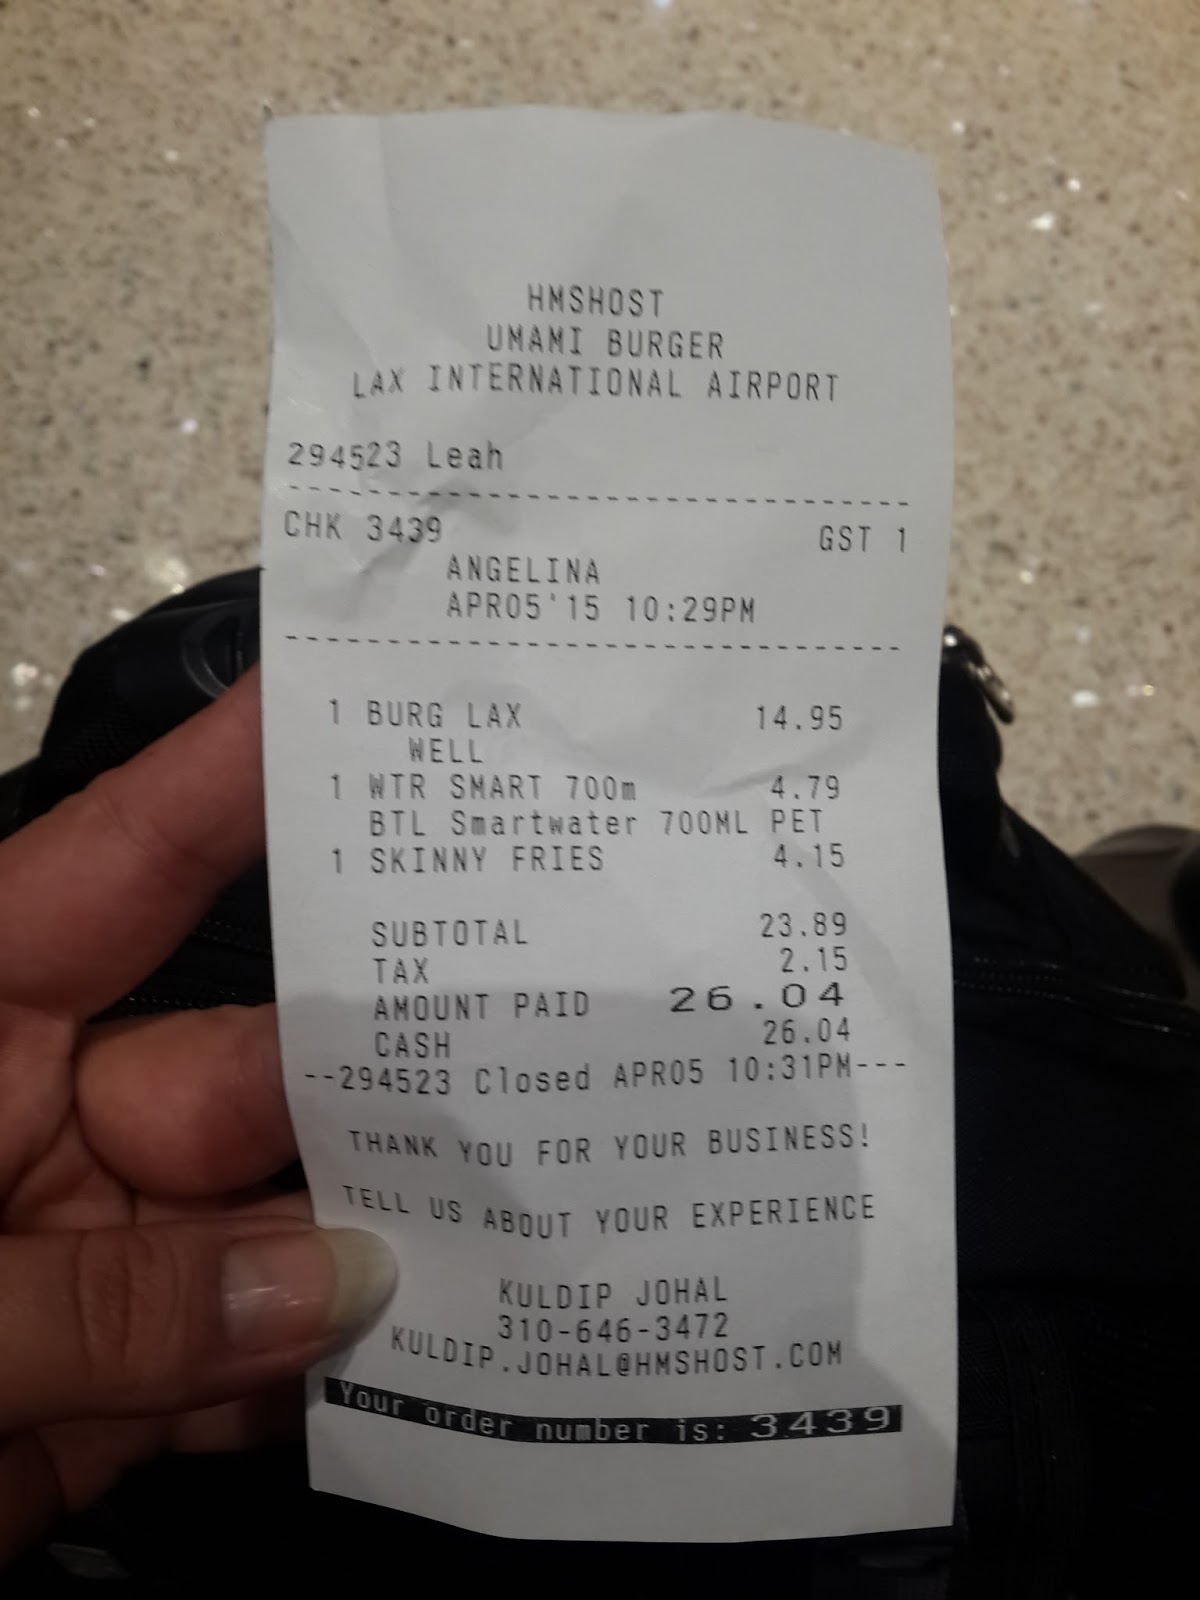 HMSHOST
UMAMI BURGER
LAX INTERNATIONAL AIRPORT
294523 Leah
--------------------------------
CHK 3439 GST 1
ANGELINA
APR05'15 10:29PM
--------------------------------
1 BURG LAX 14.95
WELL
1 WTR SMART 700m 4.79
BTL Smartwater 700ML PET
1 SKINNY FRIES 4.15
SUBTOTAL 23.89
TAX 2.15
AMOUNT PAID 26.04
CASH 26.04
--294523 Closed APR05 10:31PM---
THANK YOU FOR YOUR BUSINESS!
TELL US ABOUT YOUR EXPERIENCE
KULDIP JOHAL
310-646-3472
KULDIP.JOHAL@HMSHOST.COM
Your order number is: 3439